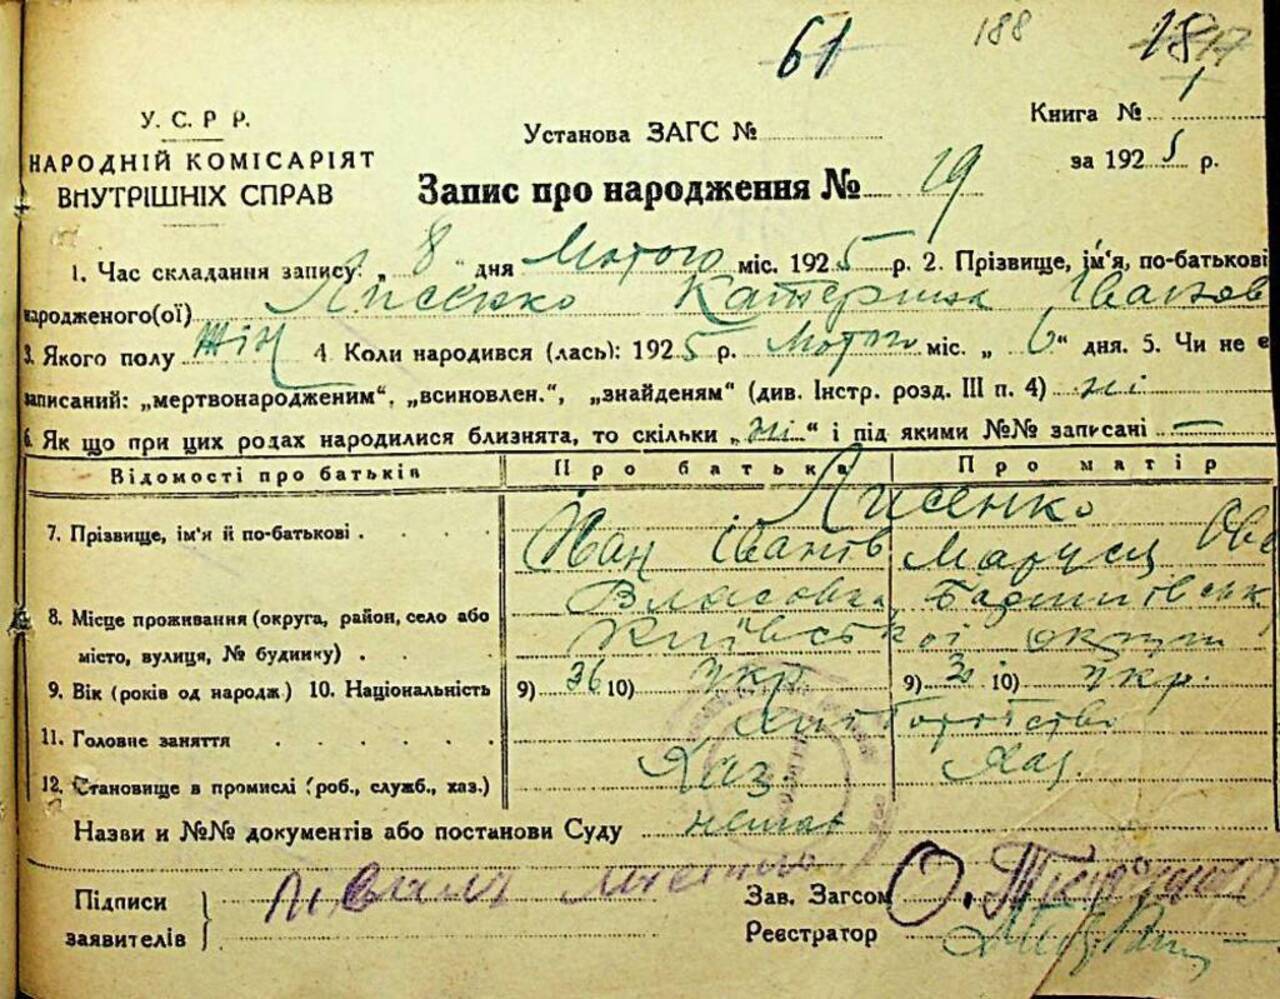 61 188
У. С. Р Р.
НАРОДНІЙ КОМІСАРІЯТ
ВНУТРІШНІХ СПРАВ
Установа ЗАГС №
Книга № 1
за 1925 р.
Запис про народження № 19
1. Час складання запису: „ 8 " дня Лютого міс. 1925 р. 2. Прізвище, ім'я, по-батькові
народженого(ої) Лисенко Катерина Іванов
3. Якого полу жін 4. Коли народився (лась): 1925 р. Лютого міс. „ 6 " дня. 5. Чи не є
записаний: „мертвонародженим", „всиновлен.", „знайденям" (див. Інстр. розд. III п. 4) ні
6. Як що при цих родах народилися близнята, то скільки „ ні " і під якими №№ записані —
Відомості про батьків Про батька Про матір
Лисенко
7. Прізвище, ім'я й по-батькові . . . . Іван Іванів Маруся
Власовка,
8. Місце проживання (округа, район, село або Київської округи
місто, вулиця, № будинку) . .
9. Вік (років од народж) 10. Національність 9) 36 10) Укр 9) 10) Укр.
Хліборобство
11. Головне заняття . . . . . .
12. Становище в промислі (роб., служб., хаз.) Хаз. Хаз.
Назви и №№ документів або постанови Суду немає
Підписи
заявителів
Зав. Загсом О.
Реєстратор